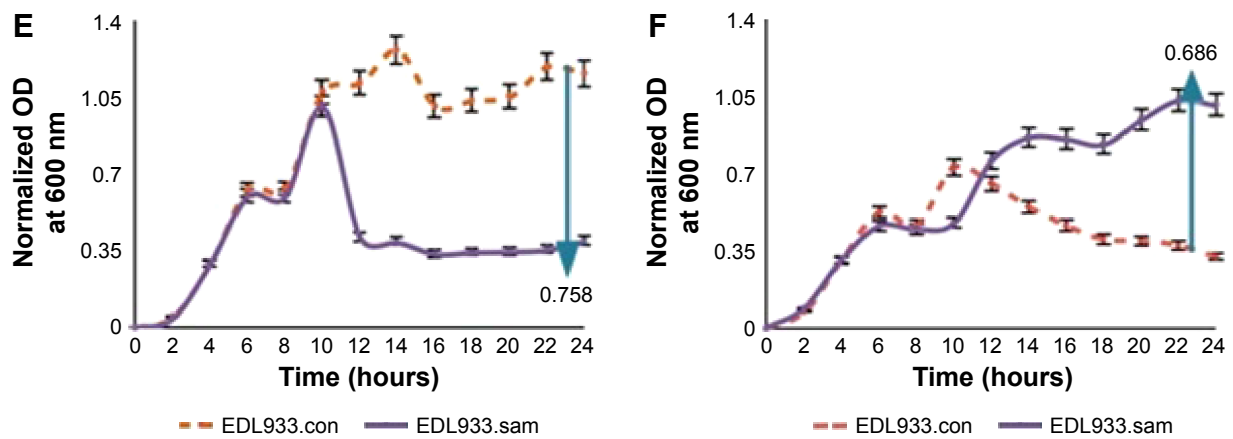 E
Normalized OD
at 600 nm
1.4
1.05
0.7
0.35
0
0.758
0 2 4 6 8 10 12 14 16 18 20 22 24
Time (hours)
EDL933.con EDL933.sam
F
Normalized OD
at 600 nm
1.4
1.05
0.7
0.35
0
0.686
0 2 4 6 8 10 12 14 16 18 20 22 24
Time (hours)
EDL933.con EDL933.sam